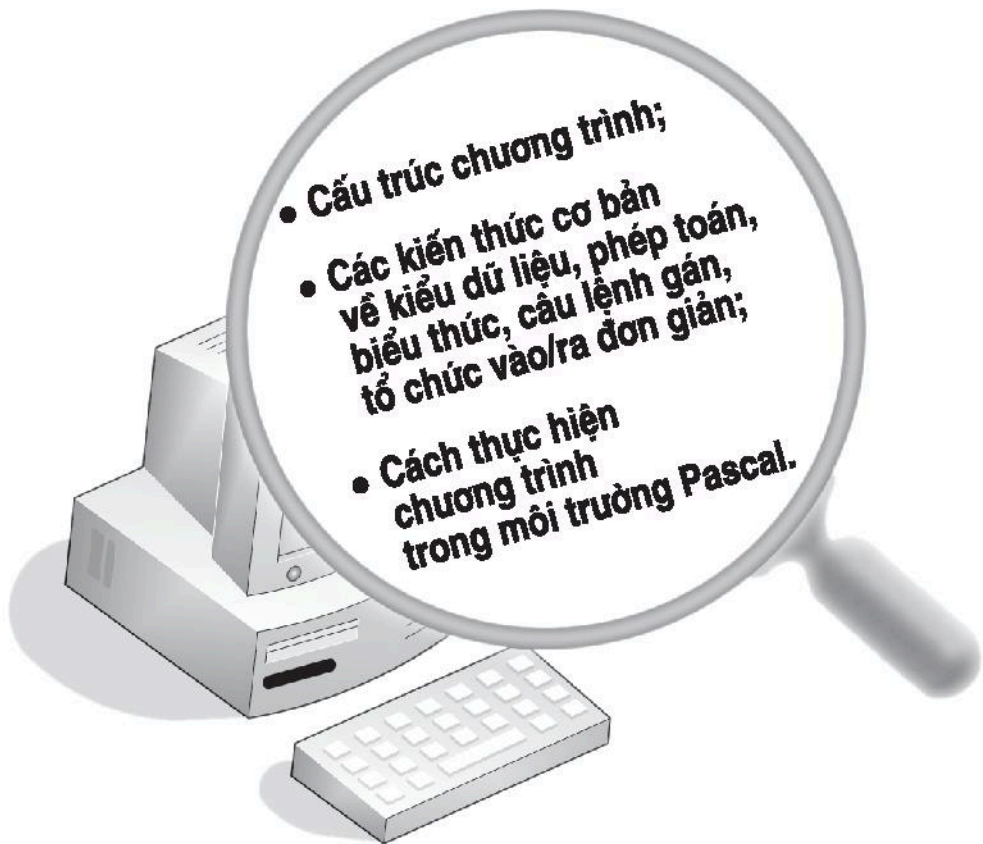 • Cấu trúc chương trình;
• Các kiến thức cơ bản
về kiểu dữ liệu, phép toán,
biểu thức, câu lệnh gán,
tổ chức vào/ra đơn giản;
• Cách thực hiện
chương trình
trong môi trường Pascal.